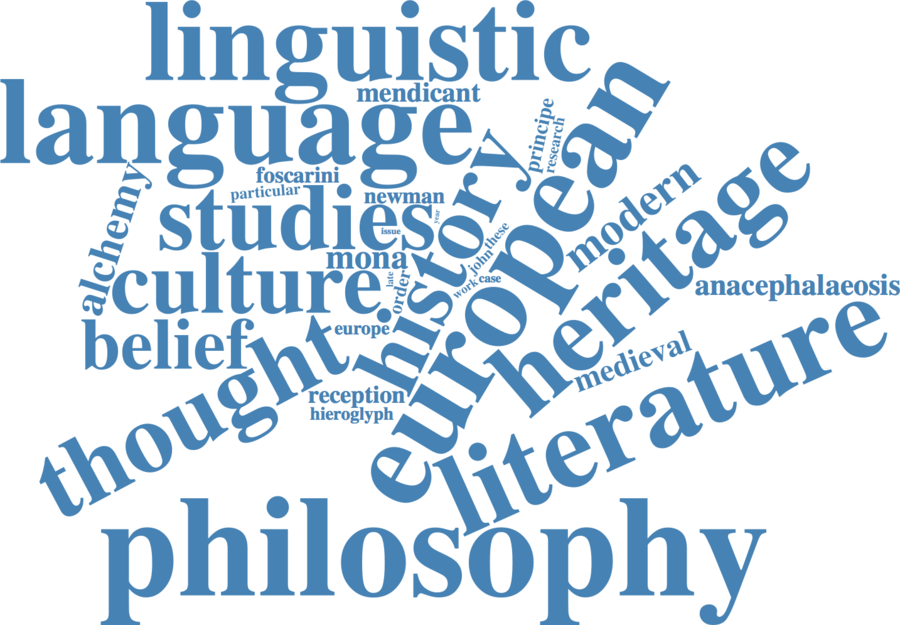 linguistic
mendicant
language
principe
research
european
history
foscarini
particular
newman
studies
year
issue
modern
heritage
alchemy
mona
these
john
culture
late
order
work
case
anacephalaeosis
belief
europe
thought
medieval
reception
hieroglyph
literature
philosophy